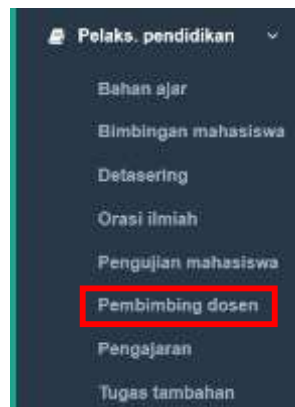 Pelaks. pendidikan
Bahan ajar
Bimbingan mahasiswa
Detasering
Orasi ilmiah
Pengujian mahasiswa
Pembimbing dosen
Pengajaran
Tugas tambahan